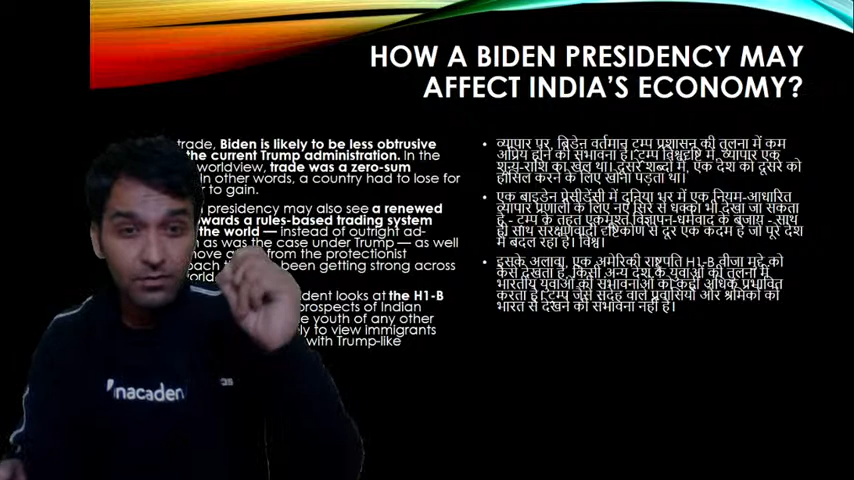 HOW A BIDEN PRESIDENCY MAY
AFFECT INDIA'S ECONOMY?
trade, Biden is likely to be less obtrusive
the current Trump administration. In the
worldview, trade was a zero-sum
In other words, a country had to lose for
to gain.
presidency may also see a renewed
towards a rules-based trading system
the world — instead of outright ad-
as was the case under Trump — as well
from the protectionist
been getting strong across
looks at the H1-B
prospects of Indian
youth of any other
to view immigrants
with Trump-like
• व्यापार पर, बिडेन वर्तमान ट्रम्प प्रशासन की तुलना में कम
अप्रिय होने की संभावना है। ट्रम्प विश्वदृष्टि में, व्यापार एक
शून्य-राशि का खेल था। दूसरे शब्दों में, एक देश को दूसरे को
हासिल करने के लिए खोना पड़ता था।
• एक बाइडेन प्रेसीडेंसी में दुनिया भर में एक नियम-आधारित
व्यापार प्रणाली के लिए नए सिरे से धक्का भी देखा जा सकता
है - ट्रम्प के तहत एकमुश्त विज्ञापन-धर्मवाद के बजाय - साथ
ही साथ संरक्षणवादी दृष्टिकोण से दूर एक कदम है जो पूरे देश
में बदल रहा है। विश्व।
• इसके अलावा, एक अमेरिकी राष्ट्रपति H1-B वीजा मुद्दे को
कैसे देखता है, किसी अन्य देश के युवाओं की तुलना में
भारतीय युवाओं की संभावनाओं को कहीं अधिक प्रभावित
करता है। ट्रम्प जैसे संदेह वाले प्रवासियों और श्रमिकों को
भारत से देखने की संभावना नहीं है।
unacademy